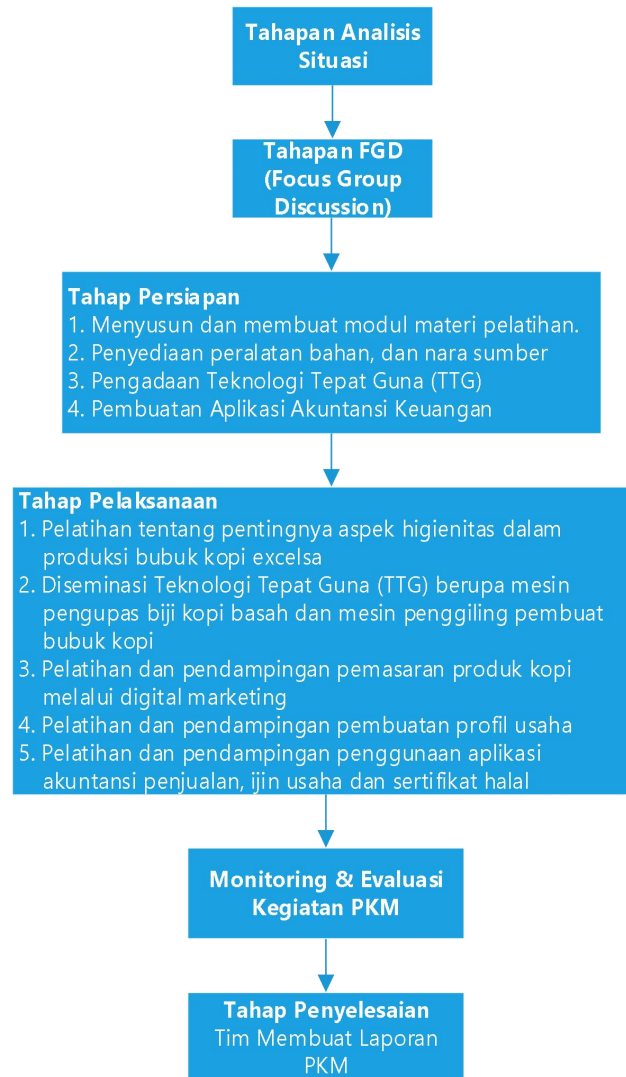 Tahapan Analisis
Situasi
Tahapan FGD
(Focus Group
Discussion)
Tahap Persiapan
1. Menyusun dan membuat modul materi pelatihan.
2. Penyediaan peralatan bahan, dan nara sumber
3. Pengadaan Teknologi Tepat Guna (TTG)
4. Pembuatan Aplikasi Akuntansi Keuangan
Tahap Pelaksanaan
1. Pelatihan tentang pentingnya aspek higienitas dalam
produksi bubuk kopi excelsa
2. Diseminasi Teknologi Tepat Guna (TTG) berupa mesin
pengupas biji kopi basah dan mesin penggiling pembuat
bubuk kopi
3. Pelatihan dan pendampingan pemasaran produk kopi
melalui digital marketing
4. Pelatihan dan pendampingan pembuatan profil usaha
5. Pelatihan dan pendampingan penggunaan aplikasi
akuntansi penjualan, ijin usaha dan sertifikat halal
Monitoring & Evaluasi
Kegiatan PKM
Tahap Penyelesaian
Tim Membuat Laporan
PKM